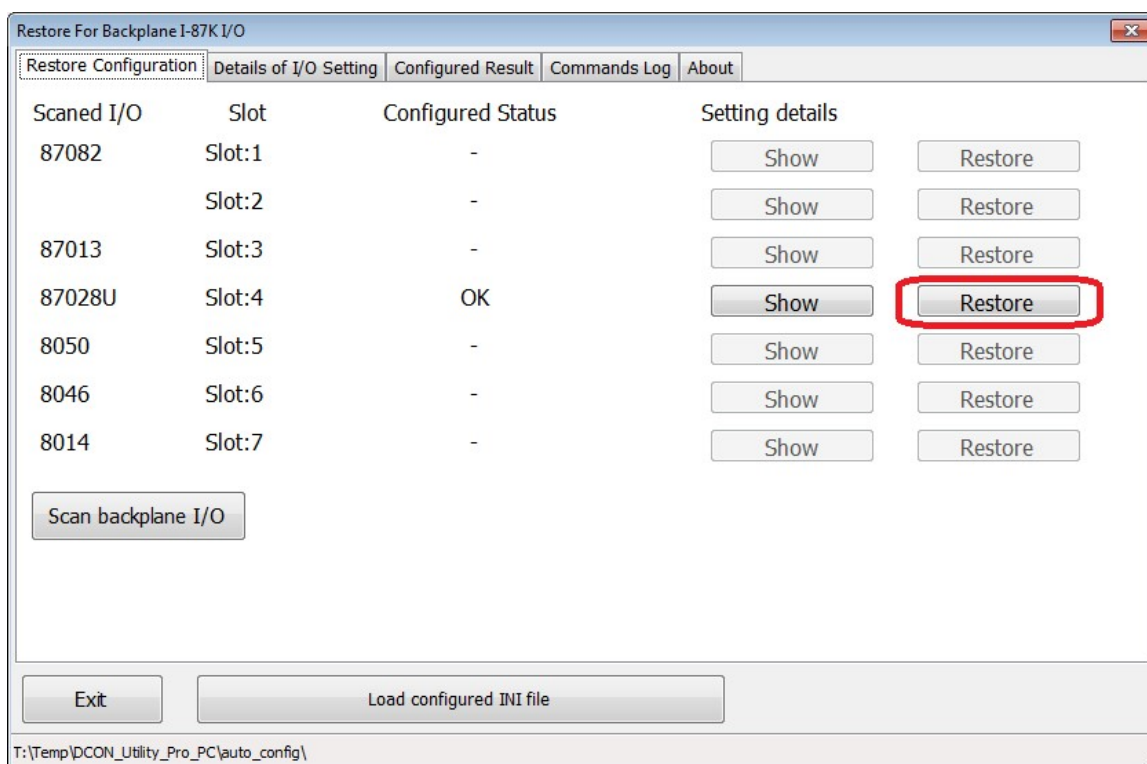 Restore For Backplane I-87K I/O
Restore Configuration Details of I/O Setting Configured Result Commands Log About
Scaned I/O Slot Configured Status Setting details
87082 Slot:1 - Show Restore
Slot:2 - Show Restore
87013 Slot:3 - Show Restore
87028U Slot:4 OK Show Restore
8050 Slot:5 - Show Restore
8046 Slot:6 - Show Restore
8014 Slot:7 - Show Restore
Scan backplane I/O
Exit Load configured INI file
T:\Temp\DCON_Utility_Pro_PC\auto_config\